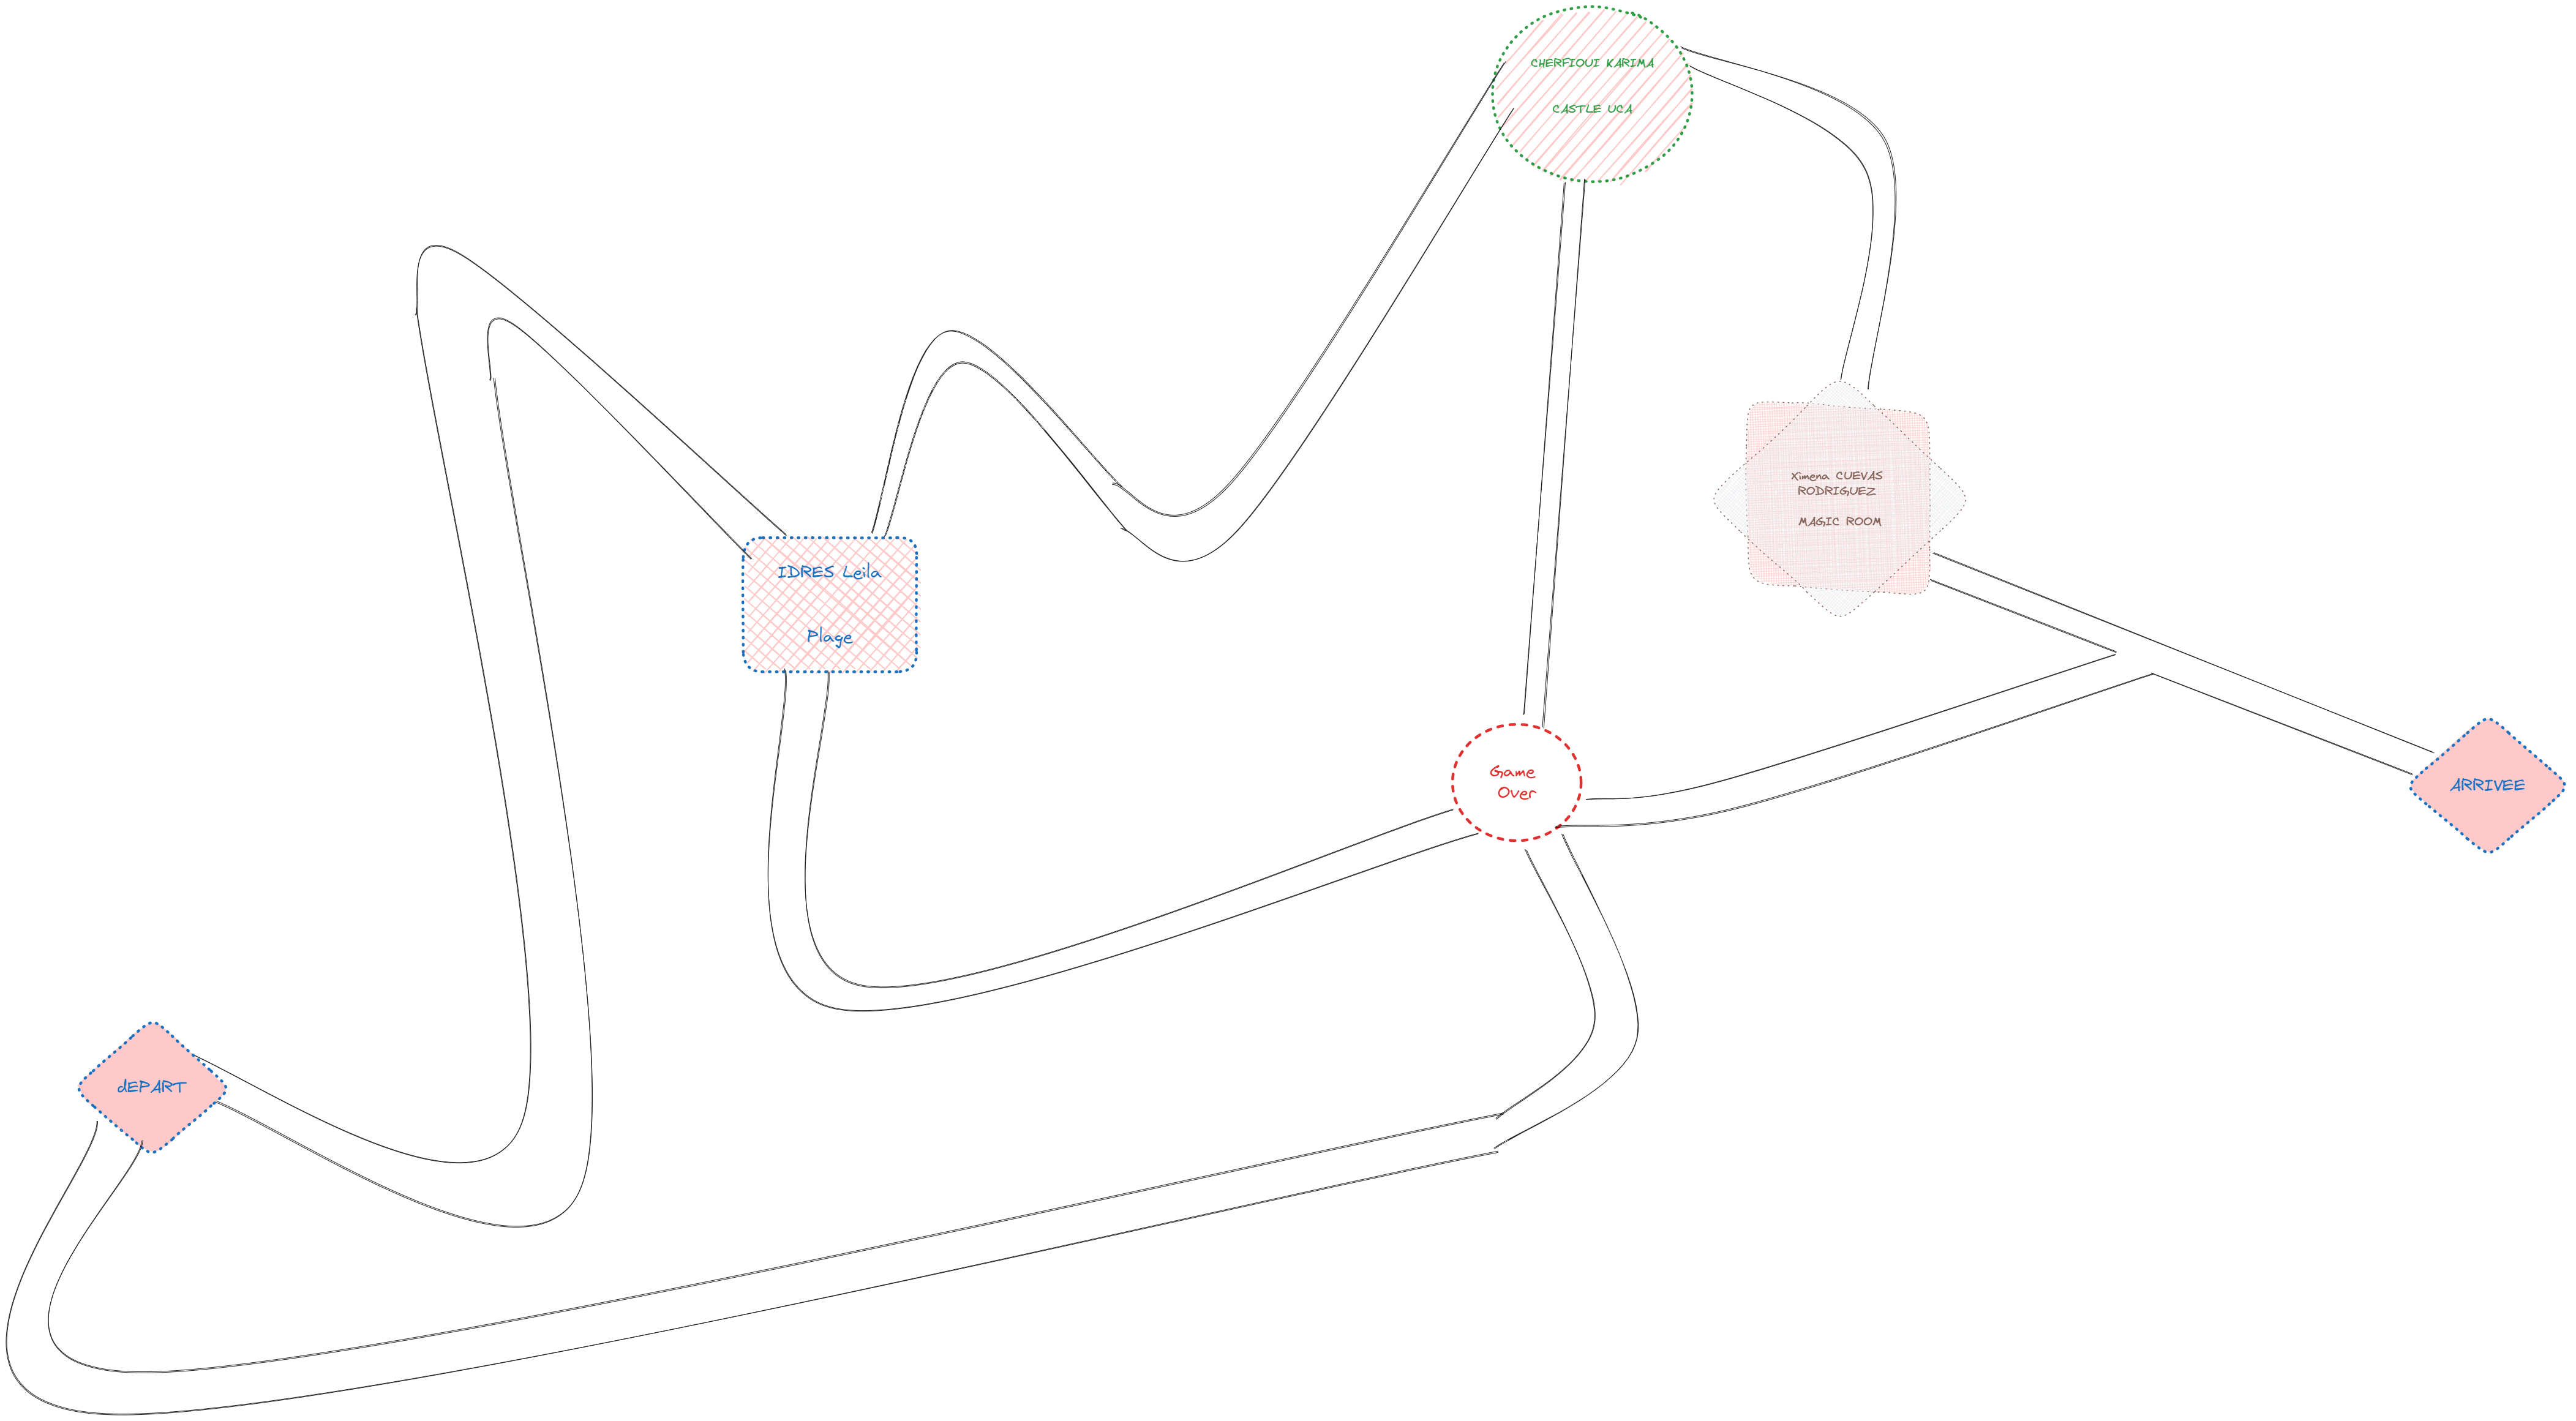 CHERFIOUI KARIMA
CASTLE UCA
Ximena CUEVAS
RODRIGUEZ
MAGIC ROOM
IDRES Leila
Plage
Game
Over
ARRIVEE
dEPART